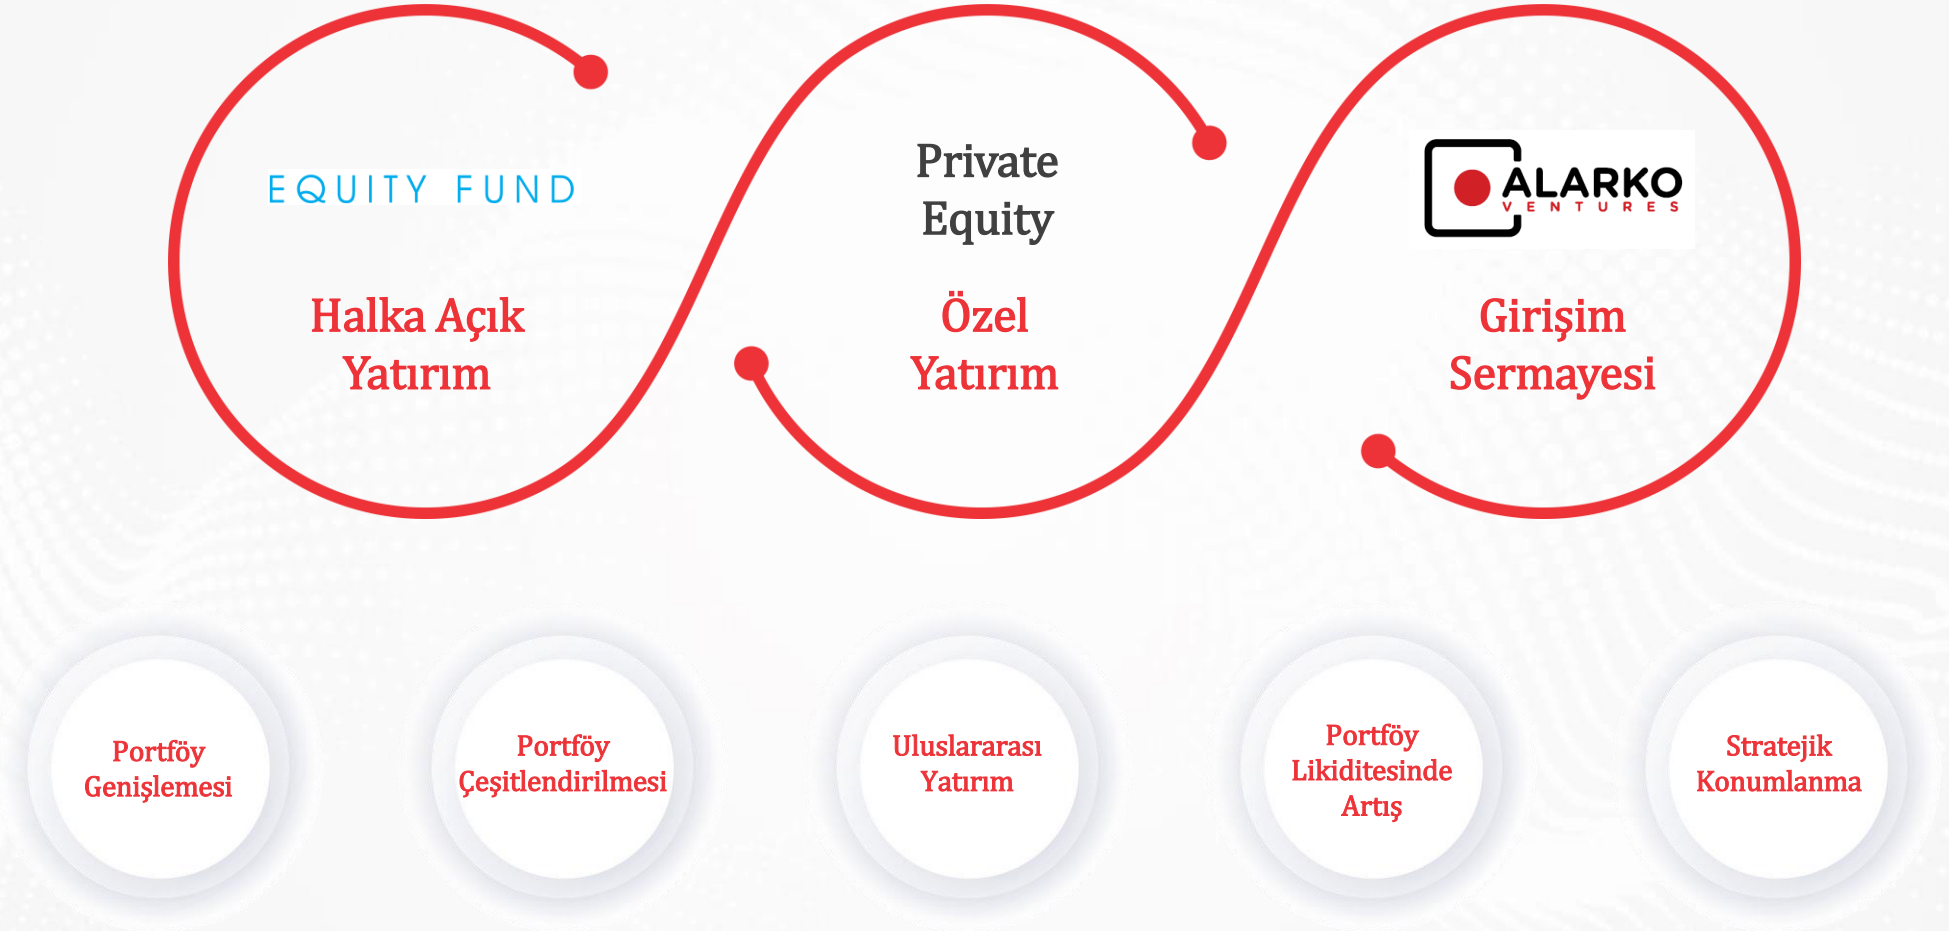 EQUITY FUND
Halka Açık
Yatırım
Private
Equity
Özel
Yatırım
ALARKO
VENTURES
Girişim
Sermayesi
Portföy
Genişlemesi
Portföy
Çeşitlendirilmesi
Uluslararası
Yatırım
Portföy
Likiditesinde
Artış
Stratejik
Konumlanma